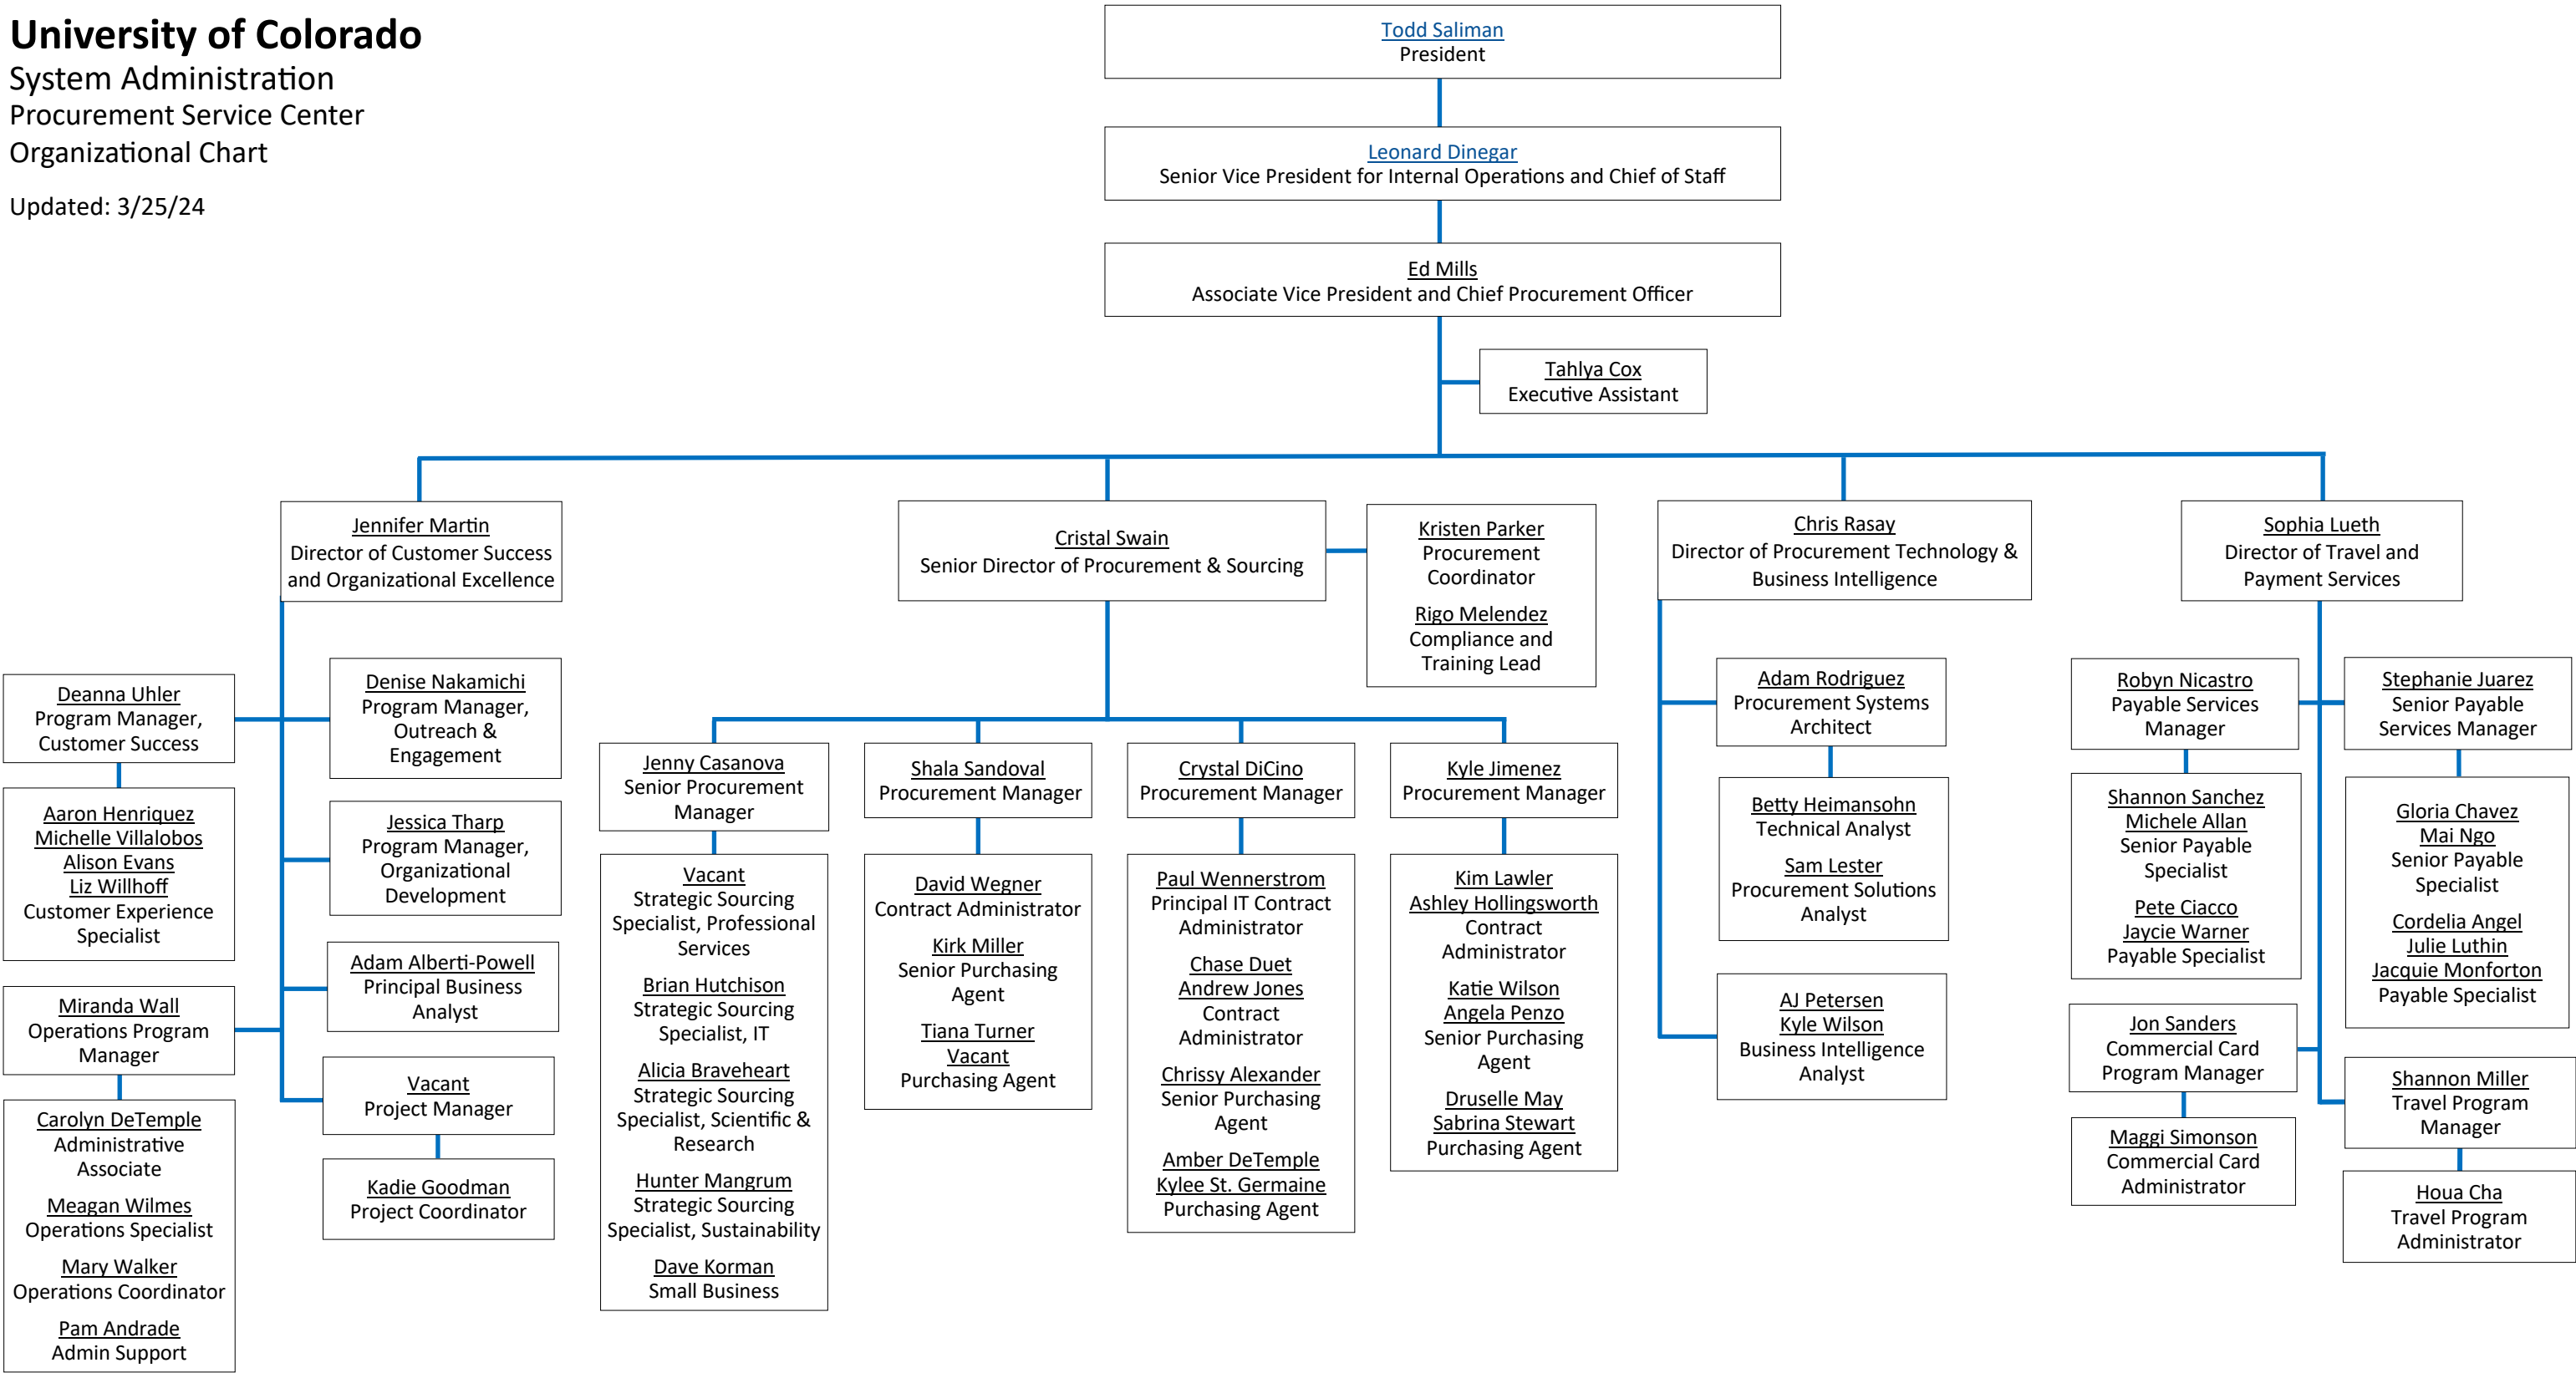 University of Colorado
System Administration
Procurement Service Center
Organizational Chart
Updated: 3/25/24
Todd Saliman
President
Leonard Dinegar
Senior Vice President for Internal Operations and Chief of Staff
Ed Mills
Associate Vice President and Chief Procurement Officer
Tahlya Cox
Executive Assistant
Jennifer Martin
Director of Customer Success
and Organizational Excellence
Cristal Swain
Senior Director of Procurement & Sourcing
Kristen Parker
Procurement
Coordinator
Rigo Melendez
Compliance and
Training Lead
Chris Rasay
Director of Procurement Technology &
Business Intelligence
Sophia Lueth
Director of Travel and
Payment Services
Deanna Uhler
Program Manager,
Customer Success
Aaron Henriquez
Michelle Villalobos
Alison Evans
Liz Willhoff
Customer Experience
Specialist
Miranda Wall
Operations Program
Manager
Carolyn DeTemple
Administrative
Associate
Meagan Wilmes
Operations Specialist
Mary Walker
Operations Coordinator
Pam Andrade
Admin Support
Denise Nakamichi
Program Manager,
Outreach &
Engagement
Jessica Tharp
Program Manager,
Organizational
Development
Adam Alberti-Powell
Principal Business
Analyst
Vacant
Project Manager
Kadie Goodman
Project Coordinator
Jenny Casanova
Senior Procurement
Manager
Vacant
Strategic Sourcing
Specialist, Professional
Services
Brian Hutchison
Strategic Sourcing
Specialist, IT
Alicia Braveheart
Strategic Sourcing
Specialist, Scientific &
Research
Hunter Mangrum
Strategic Sourcing
Specialist, Sustainability
Dave Korman
Small Business
Shala Sandoval
Procurement Manager
David Wegner
Contract Administrator
Kirk Miller
Senior Purchasing
Agent
Tiana Turner
Vacant
Purchasing Agent
Crystal DiCino
Procurement Manager
Paul Wennerstrom
Principal IT Contract
Administrator
Chase Duet
Andrew Jones
Contract
Administrator
Chrissy Alexander
Senior Purchasing
Agent
Amber DeTemple
Kylee St. Germaine
Purchasing Agent
Kyle Jimenez
Procurement Manager
Kim Lawler
Ashley Hollingsworth
Contract
Administrator
Katie Wilson
Angela Penzo
Senior Purchasing
Agent
Druselle May
Sabrina Stewart
Purchasing Agent
Adam Rodriguez
Procurement Systems
Architect
Betty Heimansohn
Technical Analyst
Sam Lester
Procurement Solutions
Analyst
AJ Petersen
Kyle Wilson
Business Intelligence
Analyst
Robyn Nicastro
Payable Services
Manager
Shannon Sanchez
Michele Allan
Senior Payable
Specialist
Pete Ciacco
Jaycie Warner
Payable Specialist
Jon Sanders
Commercial Card
Program Manager
Maggi Simonson
Commercial Card
Administrator
Stephanie Juarez
Senior Payable
Services Manager
Gloria Chavez
Mai Ngo
Senior Payable
Specialist
Cordelia Angel
Julie Luthin
Jacquie Monforton
Payable Specialist
Shannon Miller
Travel Program
Manager
Houa Cha
Travel Program
Administrator